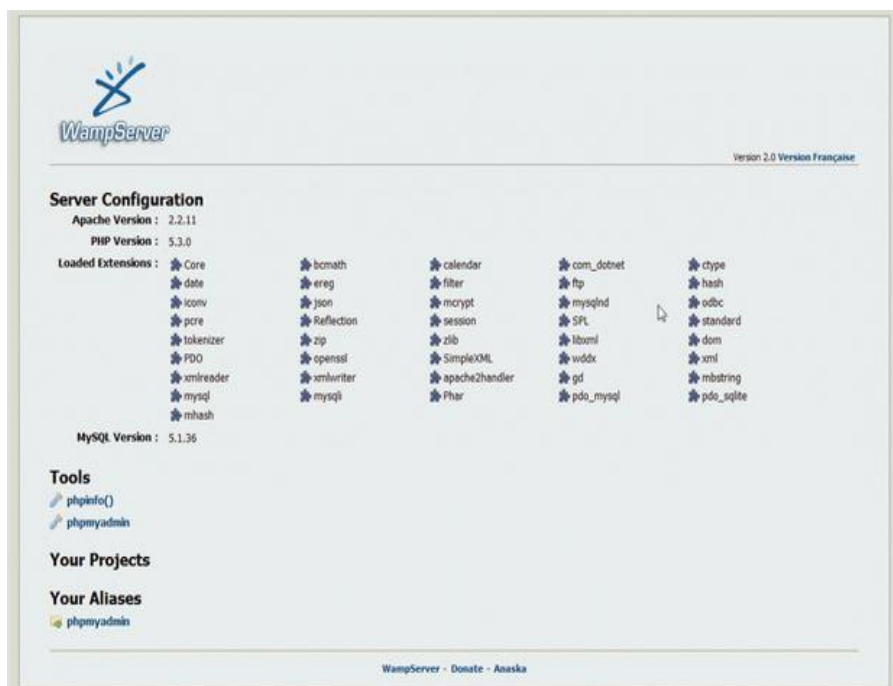 WampServer
Version 2.0 Version Française
Server Configuration
Apache Version : 2.2.11
PHP Version : 5.3.0
Loaded Extensions : Core bcmath calendar com_dotnet ctype
date ereg filter ftp hash
iconv json mcrypt mysqlnd odbc
pcre Reflection session SPL standard
tokenizer zip zlib libxml dom
PDO openssl SimpleXML wddx xml
xmlreader xmlwriter apache2handler gd mbstring
mysql mysqli Phar pdo_mysql pdo_sqlite
mhash
MySQL Version : 5.1.36
Tools
phpinfo()
phpmyadmin
Your Projects
Your Aliases
phpmyadmin
WampServer - Donate - Anaska